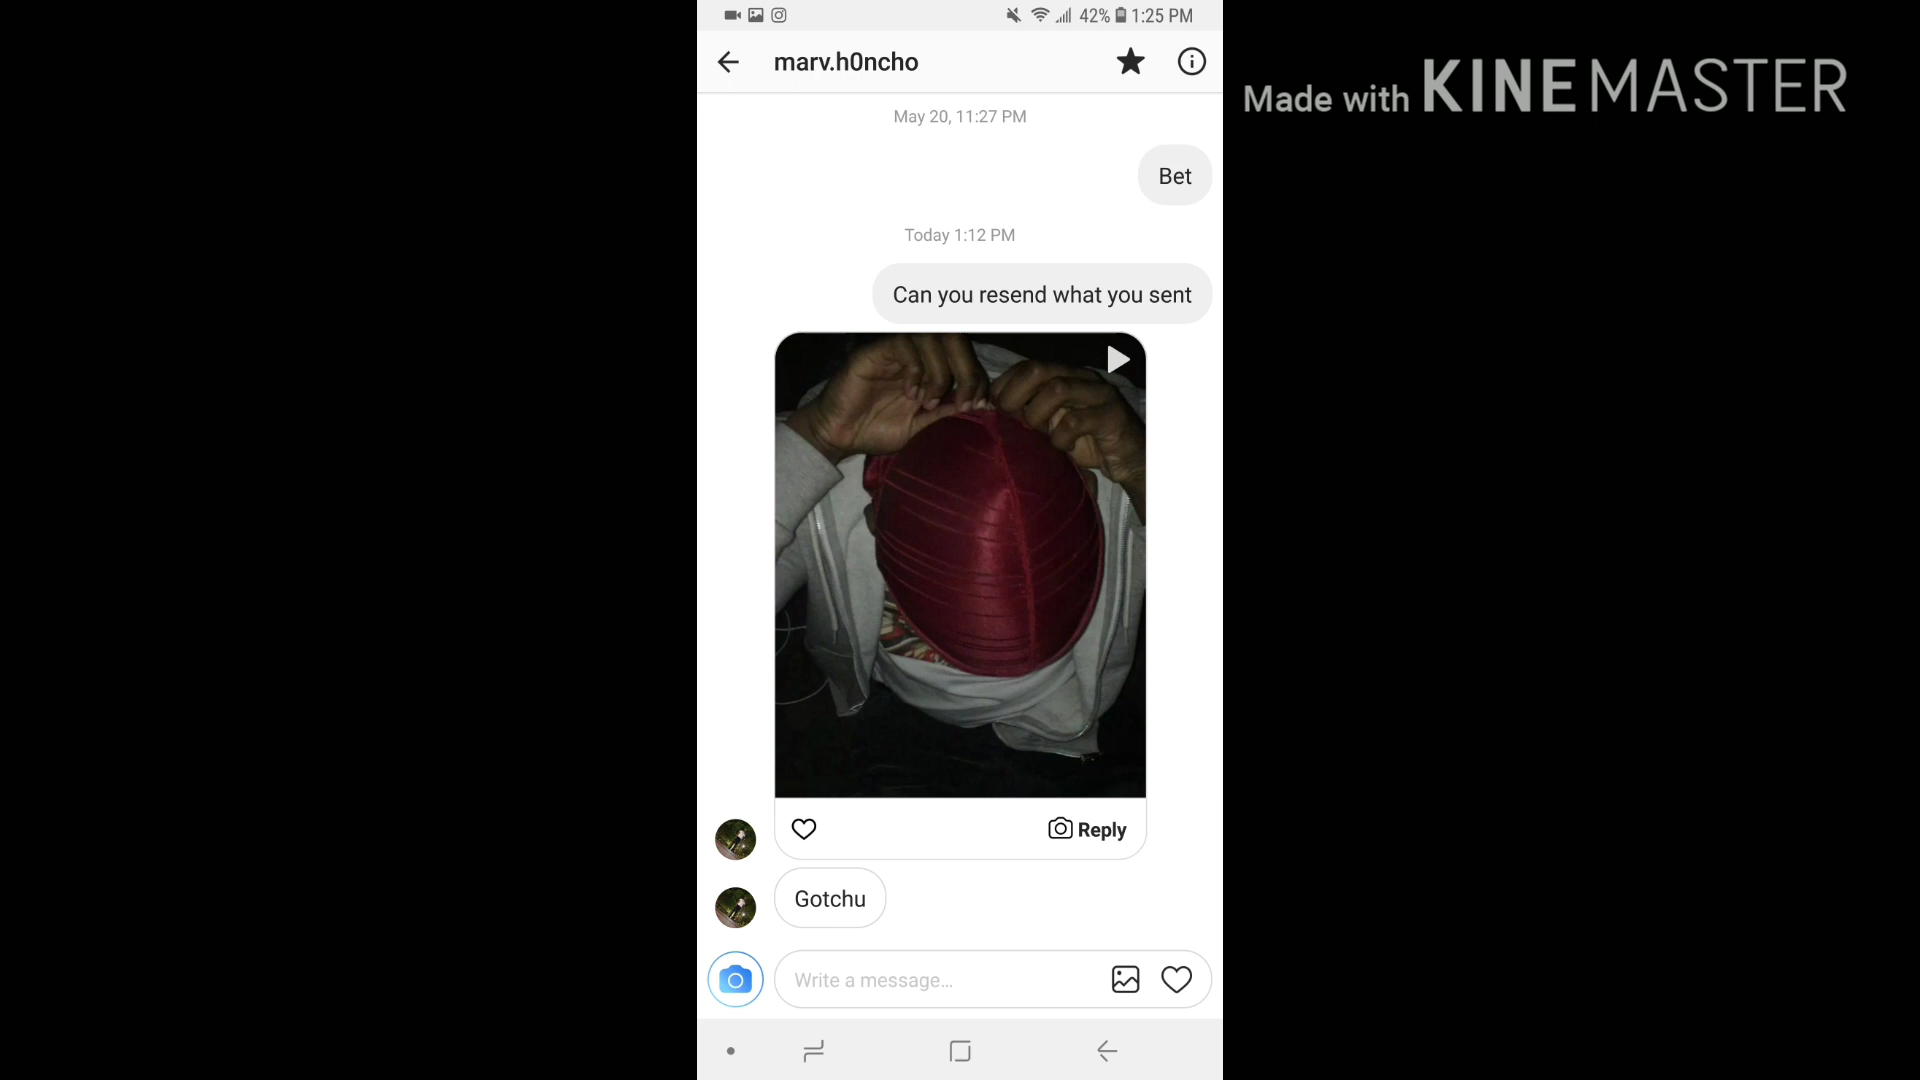 42% 1:25 PM
marv.h0ncho
Made with KINEMASTER
May 20, 11:27 PM
Bet
Today 1:12 PM
Can you resend what you sent
Reply
Gotchu
Write a message...